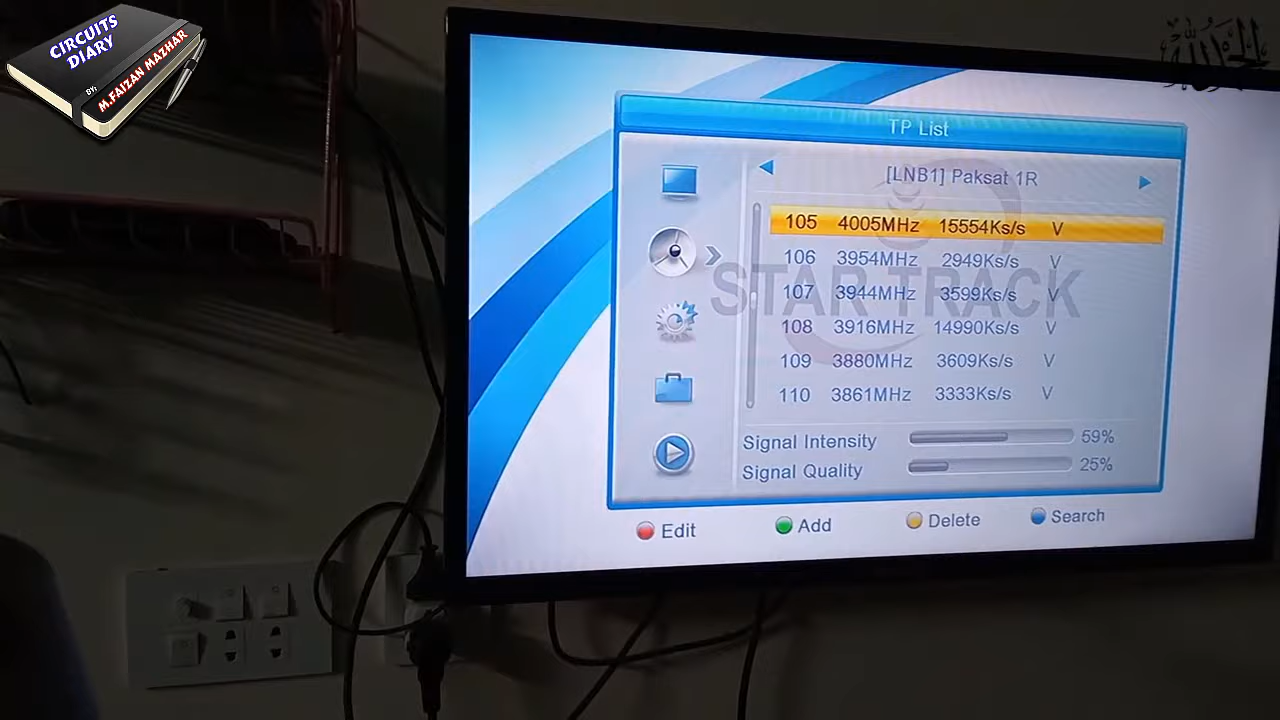 CIRCUITS
DIARY
BY:
M.FAIZAN MAZHAR
TP List
[LNB1] Paksat 1R
105 4005MHz 15554Ks/s V
106 3954MHz 2949Ks/s V
107 3944MHz 3599Ks/s V
STAR TRACK
108 3916MHz 14990Ks/s V
109 3880MHz 3609Ks/s V
110 3861MHz 3333Ks/s V
Signal Intensity 59%
Signal Quality 25%
Edit Add Delete Search